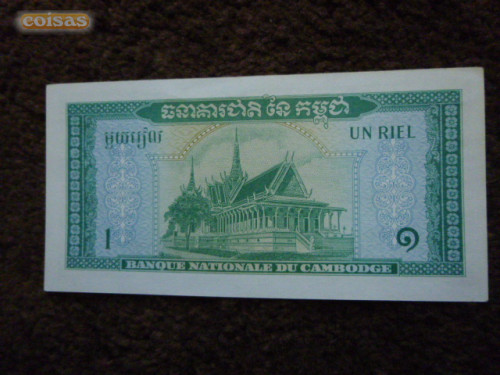 coisas
ធនាគារជាតិ នៃ កម្ពុជា
មួយរៀល
UN RIEL
1
១
BANQUE NATIONALE DU CAMBODGE